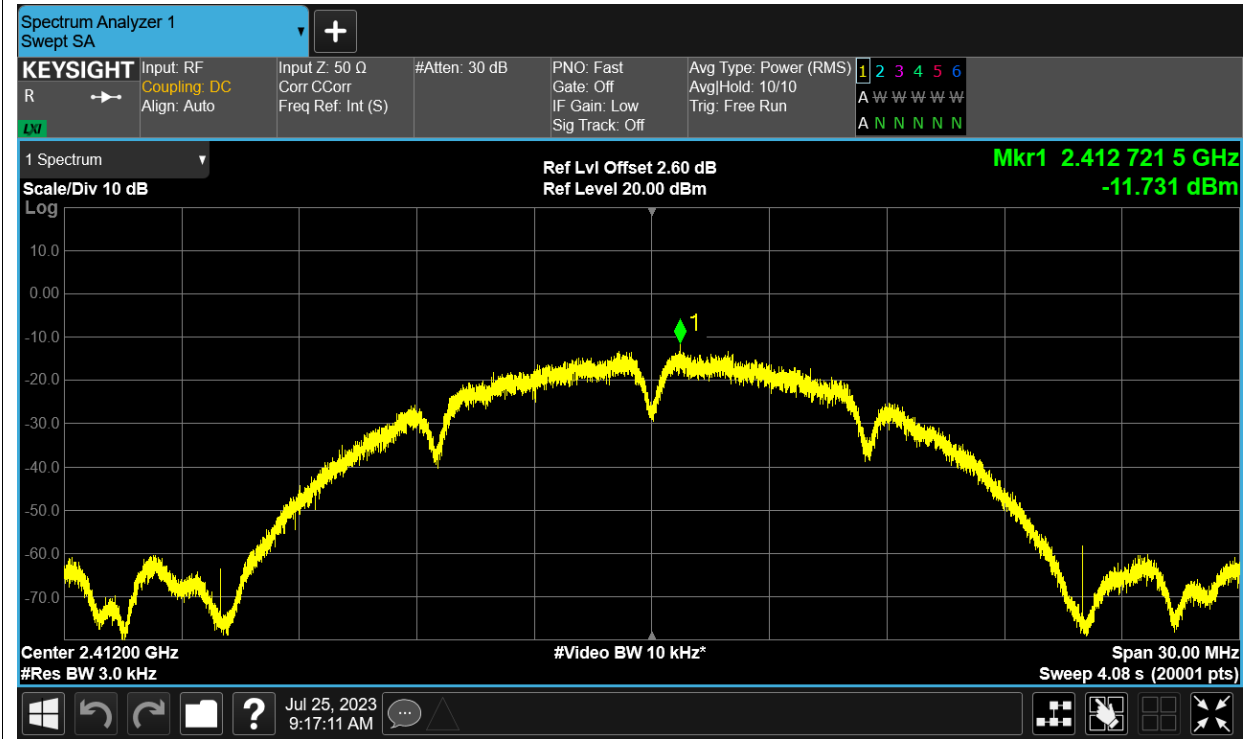 Spectrum Analyzer 1
Swept SA
+
KEYSIGHT
R
LXI
Input: RF
Coupling: DC
Align: Auto
Input Z: 50 Ω
Corr CCorr
Freq Ref: Int (S)
#Atten: 30 dB
PNO: Fast
Gate: Off
IF Gain: Low
Sig Track: Off
Avg Type: Power (RMS)
Avg|Hold: 10/10
Trig: Free Run
1 2 3 4 5 6
A W W W W W
A N N N N N
1 Spectrum
Scale/Div 10 dB
Ref Lvl Offset 2.60 dB
Ref Level 20.00 dBm
Mkr1 2.412 721 5 GHz
-11.731 dBm
Log
10.0
0.00
-10.0
-20.0
-30.0
-40.0
-50.0
-60.0
-70.0
1
Center 2.41200 GHz
#Res BW 3.0 kHz
#Video BW 10 kHz*
Span 30.00 MHz
Sweep 4.08 s (20001 pts)
?
Jul 25, 2023
9:17:11 AM